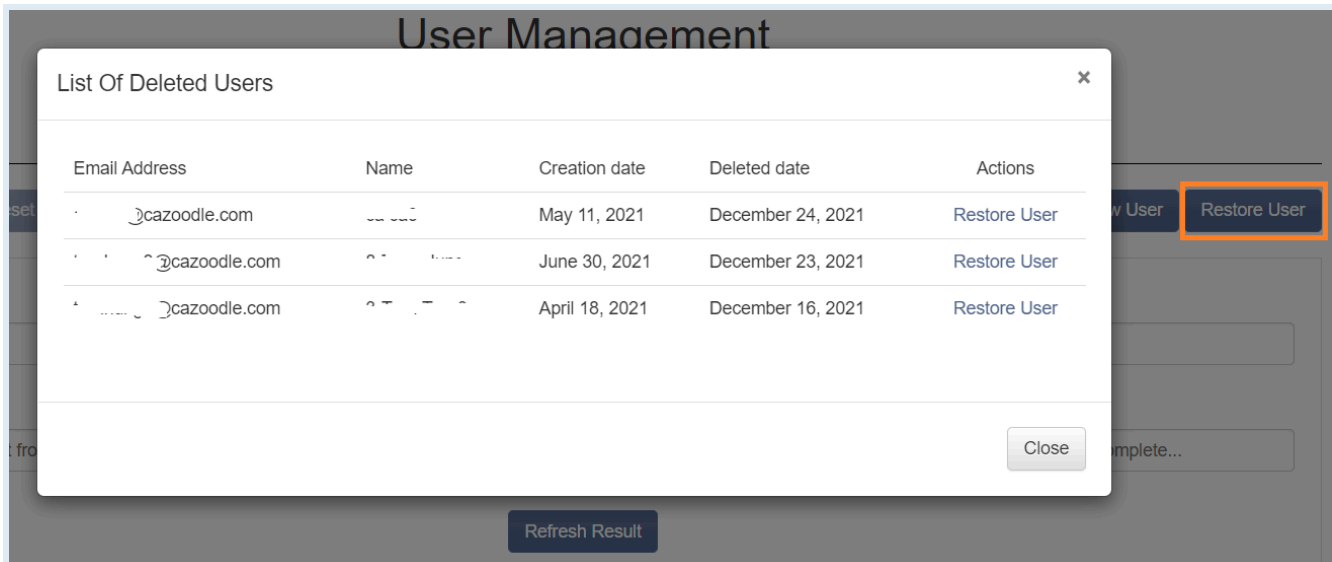 User Management
List Of Deleted Users ×
Email Address Name Creation date Deleted date Actions
@cazoodle.com May 11, 2021 December 24, 2021 Restore User
@cazoodle.com June 30, 2021 December 23, 2021 Restore User
cazoodle.com April 18, 2021 December 16, 2021 Restore User
User Restore User
Close
Refresh Result